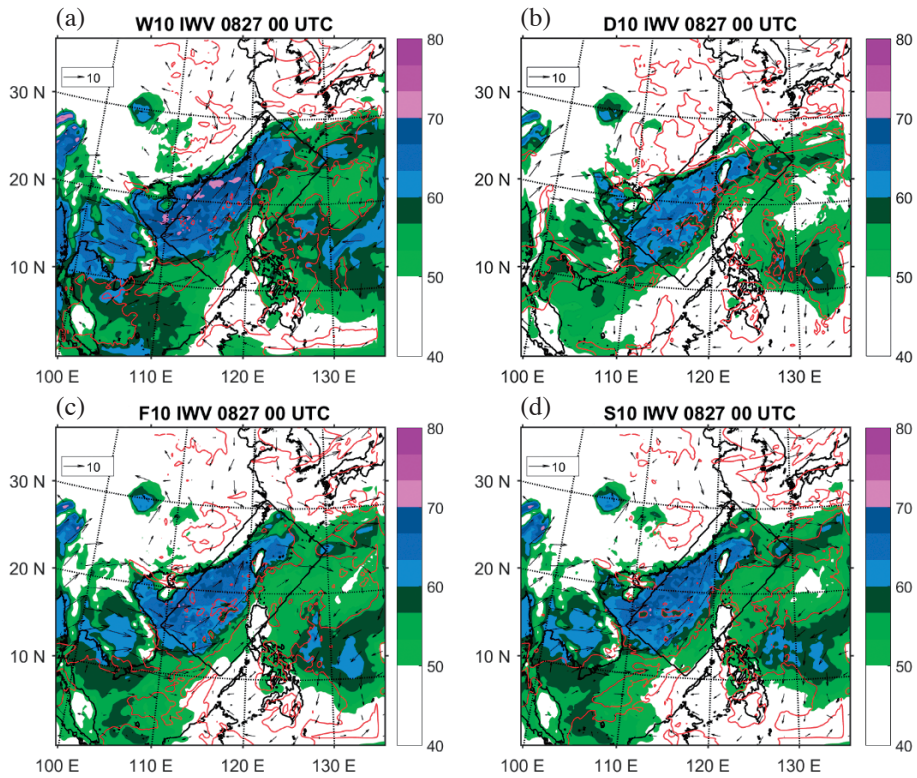 (a)
W10 IWV 0827 00 UTC
10
30 N
20 N
10 N
100 E 110 E 120 E 130 E
80
70
60
50
40
(b)
D10 IWV 0827 00 UTC
10
30 N
20 N
10 N
100 E 110 E 120 E 130 E
80
70
60
50
40
(c)
F10 IWV 0827 00 UTC
10
30 N
20 N
10 N
100 E 110 E 120 E 130 E
80
70
60
50
40
(d)
S10 IWV 0827 00 UTC
10
30 N
20 N
10 N
100 E 110 E 120 E 130 E
80
70
60
50
40